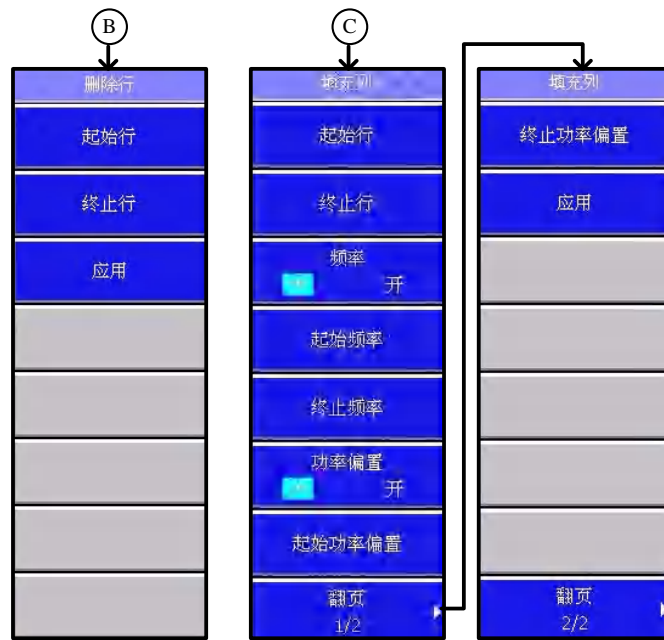 B
删除行
起始行
终止行
应用
C
填充列
起始行
终止行
频率
开
起始频率
终止频率
功率偏置
开
起始功率偏置
翻页
1/2
填充列
终止功率偏置
应用
翻页
2/2